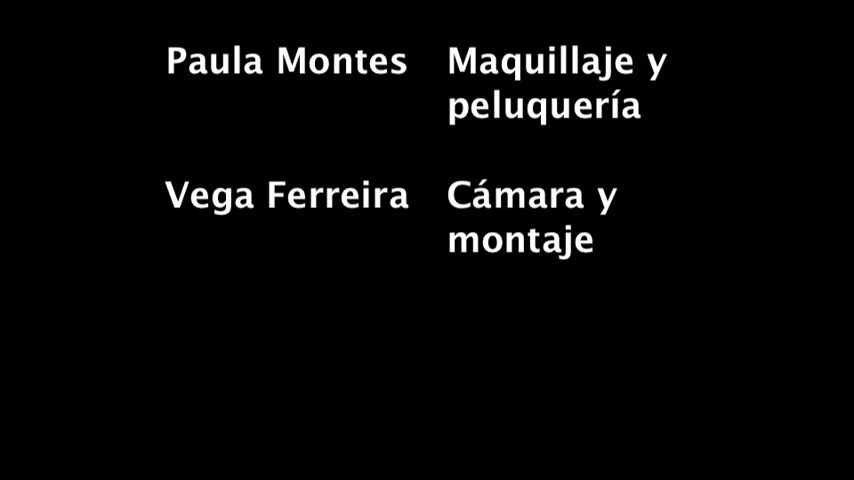 Paula Montes Maquillaje y
peluquería
Vega Ferreira Cámara y
montaje